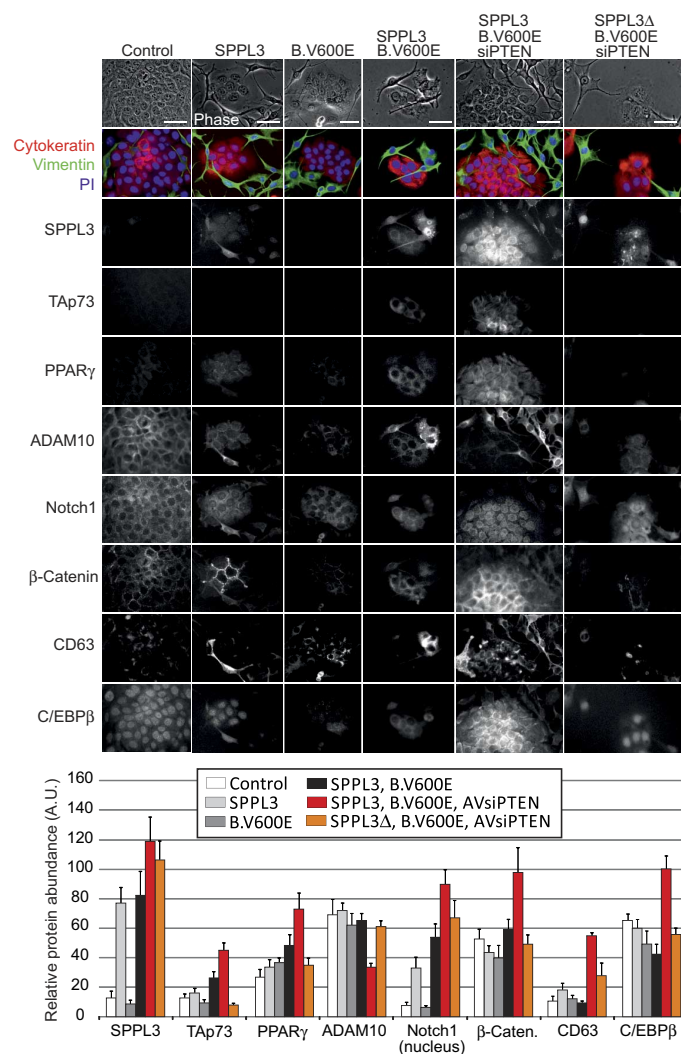 Control
SPPL3
B.V600E
SPPL3
B.V600E
SPPL3
B.V600E
siPTEN
SPPL3Δ
B.V600E
siPTEN
Phase
Cytokeratin
Vimentin
PI
SPPL3
TAp73
PPARγ
ADAM10
Notch1
β-Catenin
CD63
C/EBPβ
Relative protein abundance (A.U.)
160
140
120
100
80
60
40
20
0
Control
SPPL3
B.V600E
SPPL3, B.V600E
SPPL3, B.V600E, AVsiPTEN
SPPL3Δ, B.V600E, AVsiPTEN
SPPL3 TAp73 PPARγ ADAM10 Notch1 β-Caten. CD63 C/EBPβ
(nucleus)